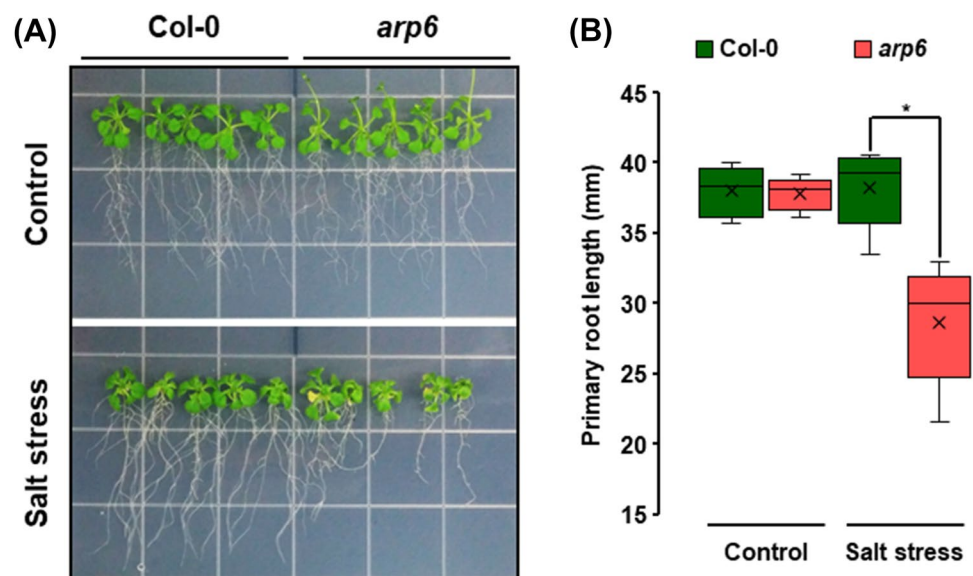 (A)
Col-0 arp6
Control
Salt stress
(B)
Col-0 arp6
Primary root length (mm)
45
40
35
30
25
20
15
*
Control Salt stress